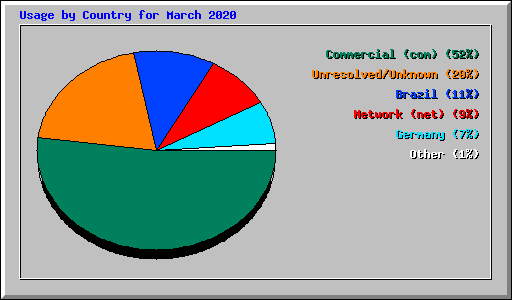 Usage by Country for March 2020
Commercial (com) (52%)
Unresolved/Unknown (20%)
Brazil (11%)
Network (net) (9%)
Germany (7%)
Other (1%)